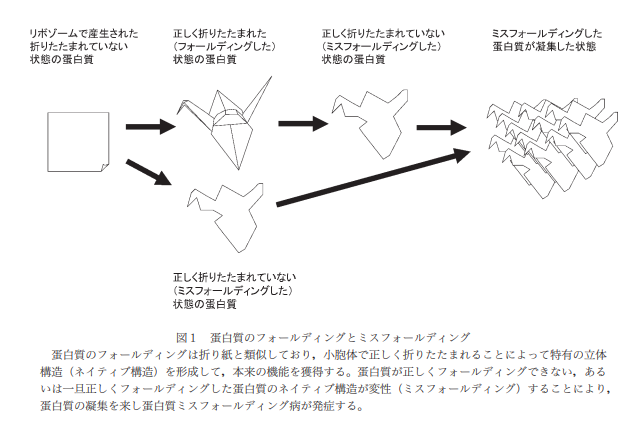 リボゾームで産生された
折りたたまれていない
状態の蛋白質
正しく折りたたまれた
(フォールディングした)
状態の蛋白質
正しく折りたたまれていない
(ミスフォールディングした)
状態の蛋白質
ミスフォールディングした
蛋白質が凝集した状態
正しく折りたたまれていない
(ミスフォールディングした)
状態の蛋白質
図1 蛋白質のフォールディングとミスフォールディング
蛋白質のフォールディングは折り紙と類似しており，小胞体で正しく折りたたまれることによって特有の立体
構造（ネイティブ構造）を形成して，本来の機能を獲得する。蛋白質が正しくフォールディングできない，ある
いは一旦正しくフォールディングした蛋白質のネイティブ構造が変性（ミスフォールディング）することにより，
蛋白質の凝集を来し蛋白質ミスフォールディング病が発症する。